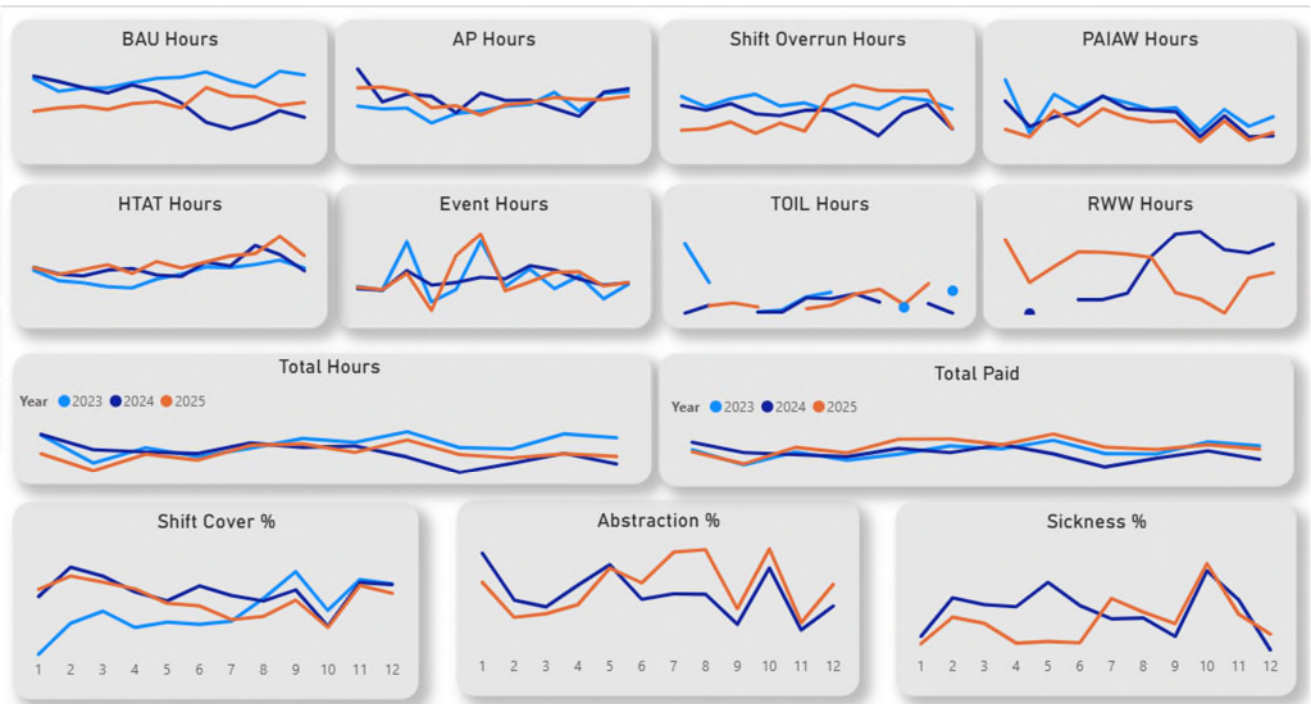 BAU Hours
AP Hours
Shift Overrun Hours
PAIAW Hours
HTAT Hours
Event Hours
TOIL Hours
RWW Hours
Total Hours
Year 2023 2024 2025
Total Paid
Year 2023 2024 2025
Shift Cover %
1 2 3 4 5 6 7 8 9 10 11 12
Abstraction %
1 2 3 4 5 6 7 8 9 10 11 12
Sickness %
1 2 3 4 5 6 7 8 9 10 11 12